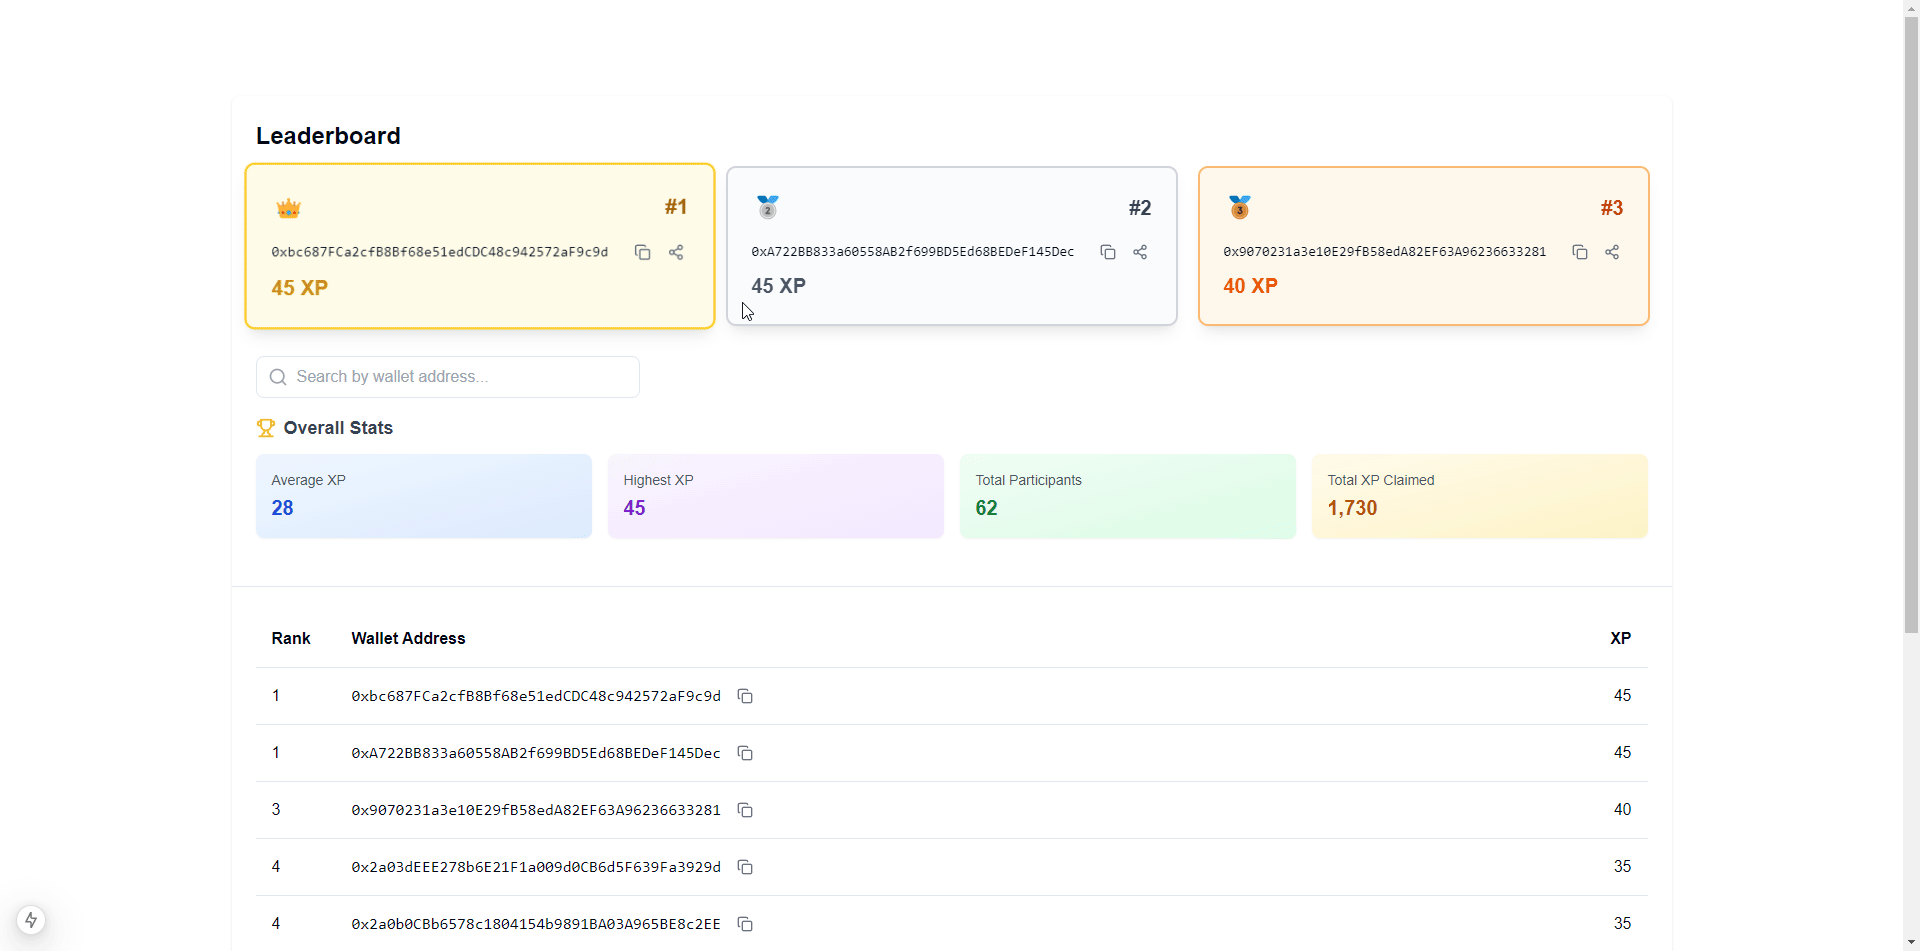 Leaderboard
#1
0xbc687FCa2cfB8Bf68e51edCDC48c942572aF9c9d
45 XP
2
#2
0xA722BB833a60558AB2f699BD5Ed68BEDeF145Dec
45 XP
3
#3
0x9070231a3e10E29fB58edA82EF63A96236633281
40 XP
Search by wallet address...
Overall Stats
Average XP
28
Highest XP
45
Total Participants
62
Total XP Claimed
1,730
Rank Wallet Address XP
1 0xbc687FCa2cfB8Bf68e51edCDC48c942572aF9c9d 45
1 0xA722BB833a60558AB2f699BD5Ed68BEDeF145Dec 45
3 0x9070231a3e10E29fB58edA82EF63A96236633281 40
4 0x2a03dEEE278b6E21F1a009d0CB6d5F639Fa3929d 35
4 0x2a0b0CBb6578c1804154b9891BA03A965BE8c2EE 35